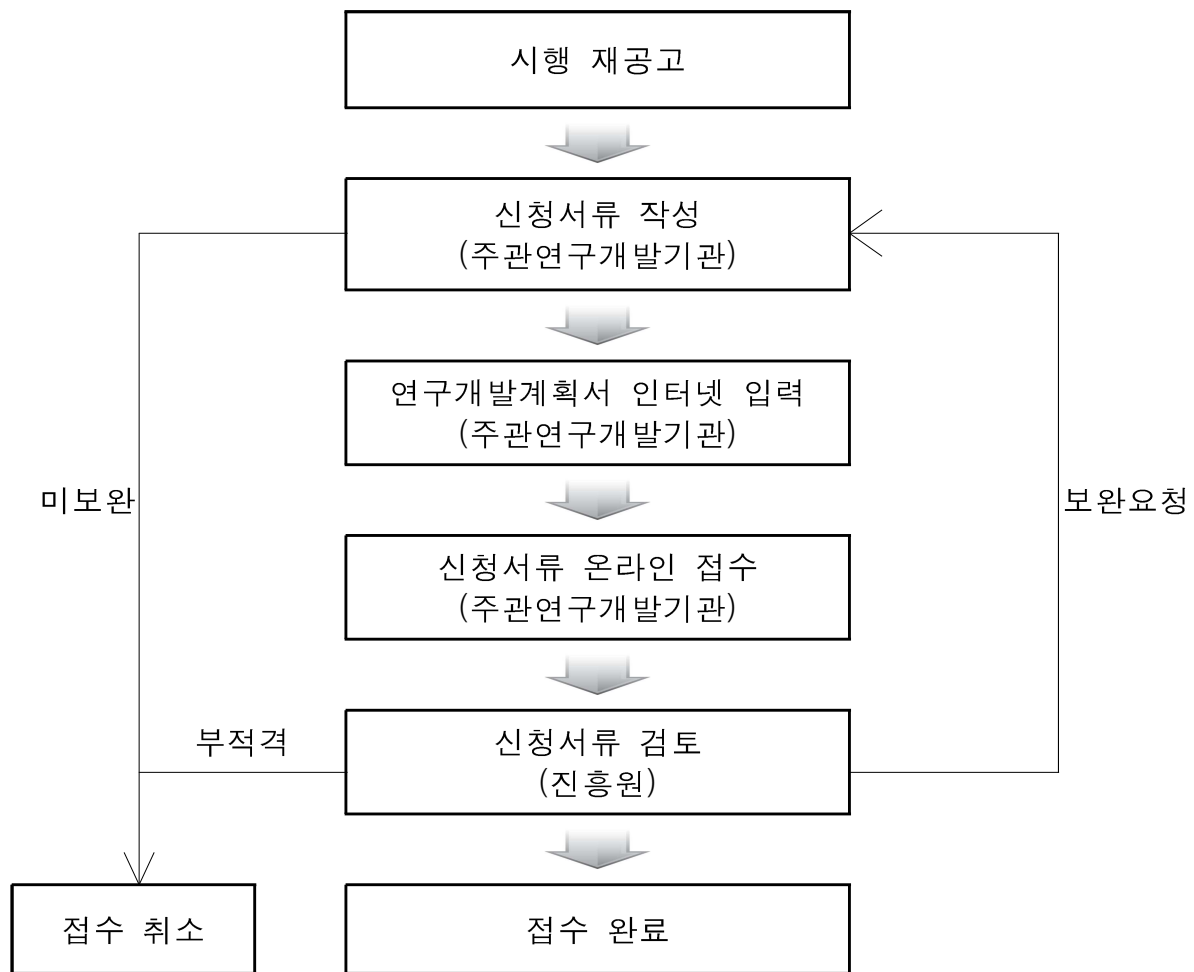 시행 재공고
신청서류 작성
(주관연구개발기관)
연구개발계획서 인터넷 입력
(주관연구개발기관)
미보완
보완요청
신청서류 온라인 접수
(주관연구개발기관)
부적격
신청서류 검토
(진흥원)
접수 취소
접수 완료